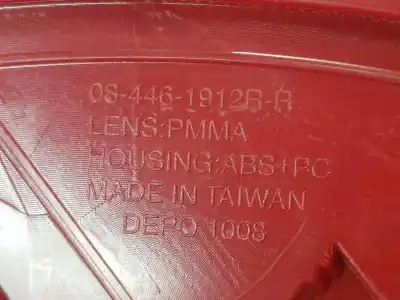 08-446-1912R-R
LENS:PMMA
HOUSING:ABS+PC
MADE IN TAIWAN
DEPO 1008